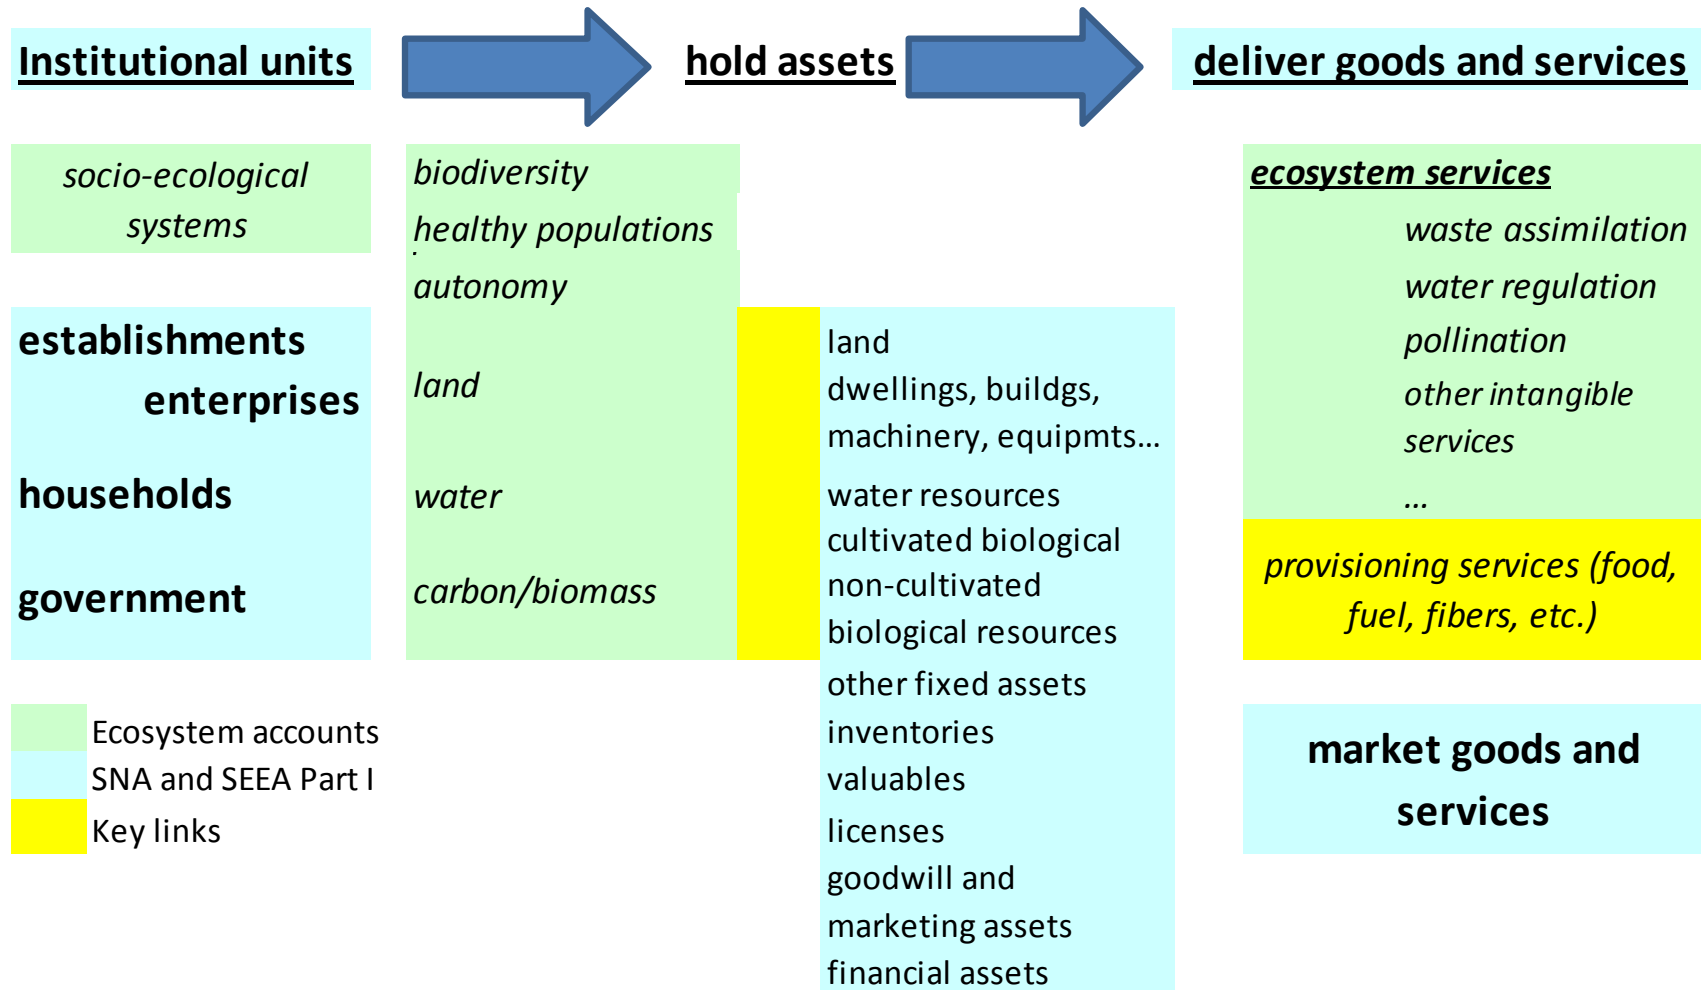 Institutional units
hold assets
deliver goods and services
socio-ecological
systems
biodiversity
healthy populations
autonomy
land
water
carbon/biomass
establishments
enterprises
households
government
land
dwellings, buildgs,
machinery, equipmts...
water resources
cultivated biological
non-cultivated
biological resources
other fixed assets
inventories
valuables
licenses
goodwill and
marketing assets
financial assets
ecosystem services
waste assimilation
water regulation
pollination
other intangible
services
...
provisioning services (food,
fuel, fibers, etc.)
market goods and
services
Ecosystem accounts
SNA and SEEA Part I
Key links